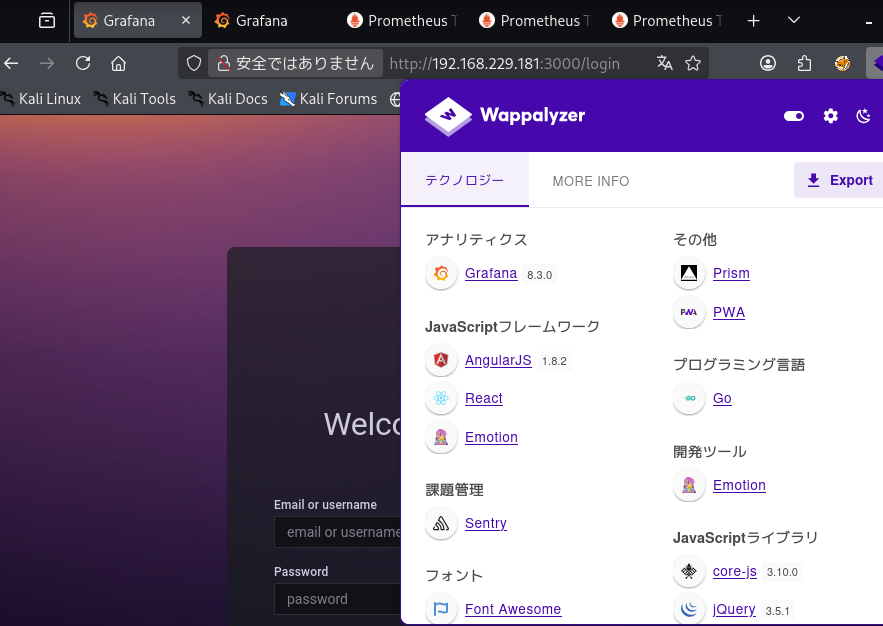 Grafana
Grafana
Prometheus T
Prometheus T
Prometheus T
安全ではありません
http://192.168.229.181:3000/login
Kali Linux
Kali Tools
Kali Docs
Kali Forums
Wappalyzer
テクノロジー
MORE INFO
Export
アナリティクス
Grafana 8.3.0
JavaScriptフレームワーク
AngularJS 1.8.2
React
Emotion
課題管理
Sentry
フォント
Font Awesome
その他
Prism
PWA
PWA
プログラミング言語
GO
Go
開発ツール
Emotion
JavaScriptライブラリ
core-js 3.10.0
jQuery 3.5.1
Welco
Email or username
email or username
Password
password